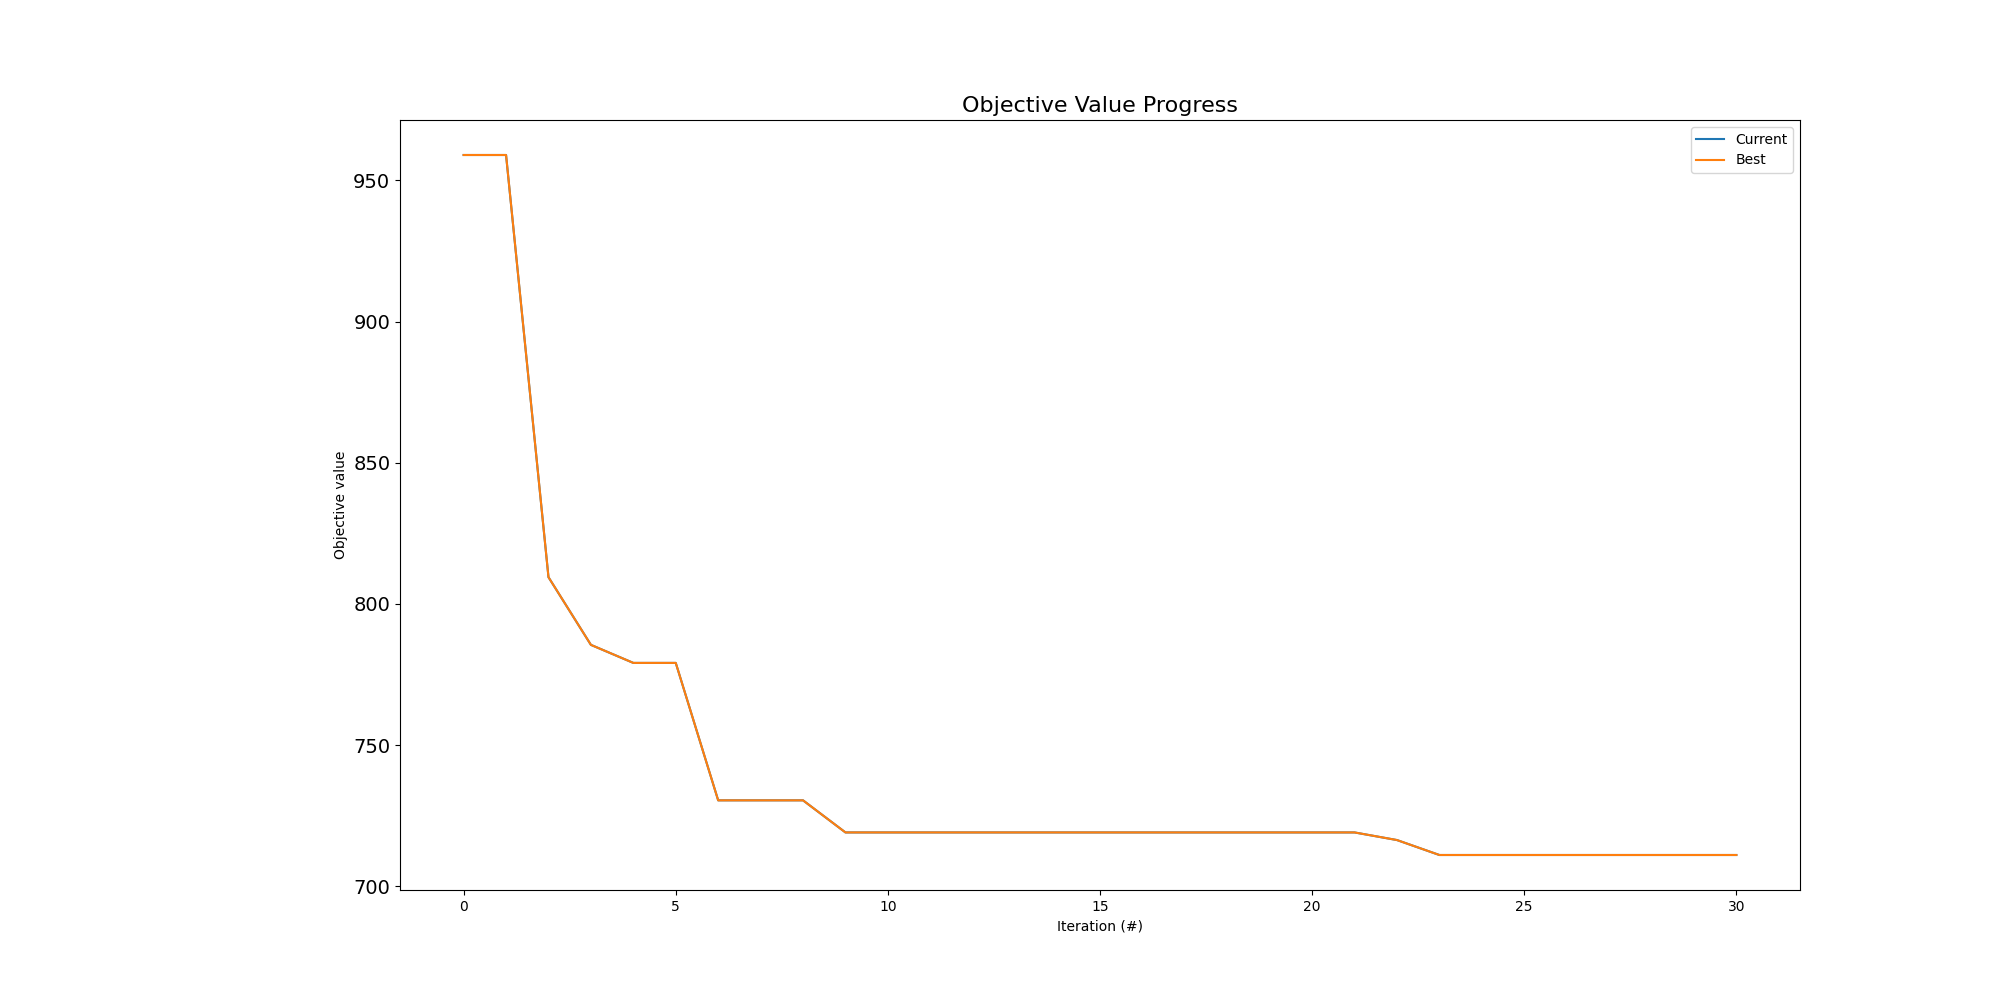 Objective Value Progress
Current
Best
950
900
850
800
750
700
Objective value
0 5 10 15 20 25 30
Iteration (#)